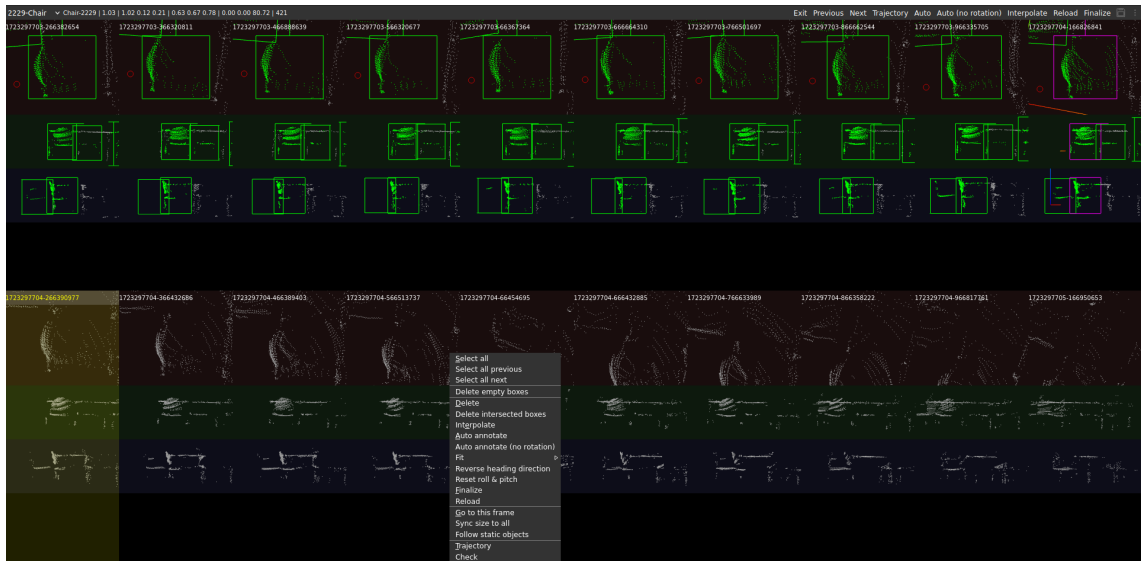 2229-Chair Chair-2229 | 1.03 | 1.02 0.12 0.21 | 0.63 0.67 0.78 | 0.00 0.00 80.72 | 421 Exit Previous Next Trajectory Auto Auto (no rotation) Interpolate Reload Finalize
1723297703-266382654 1723297703-366320811 1723297703-466888639 1723297703-566320677 1723297703-66367364 1723297703-666664310 1723297703-766501697 1723297703-866662544 1723297703-966335705 1723297704-166826841
1723297704-266390977 1723297704-366432686 1723297704-466389403 1723297704-566513737 1723297704-66454695 1723297704-666432885 1723297704-766633989 1723297704-866358222 1723297704-966817761 1723297705-166950653
Select all
Select all previous
Select all next
Delete empty boxes
Delete
Delete intersected boxes
Interpolate
Auto annotate
Auto annotate (no rotation)
Fit
Reverse heading direction
Reset roll & pitch
Finalize
Reload
Go to this frame
Sync size to all
Follow static objects
Trajectory
Check